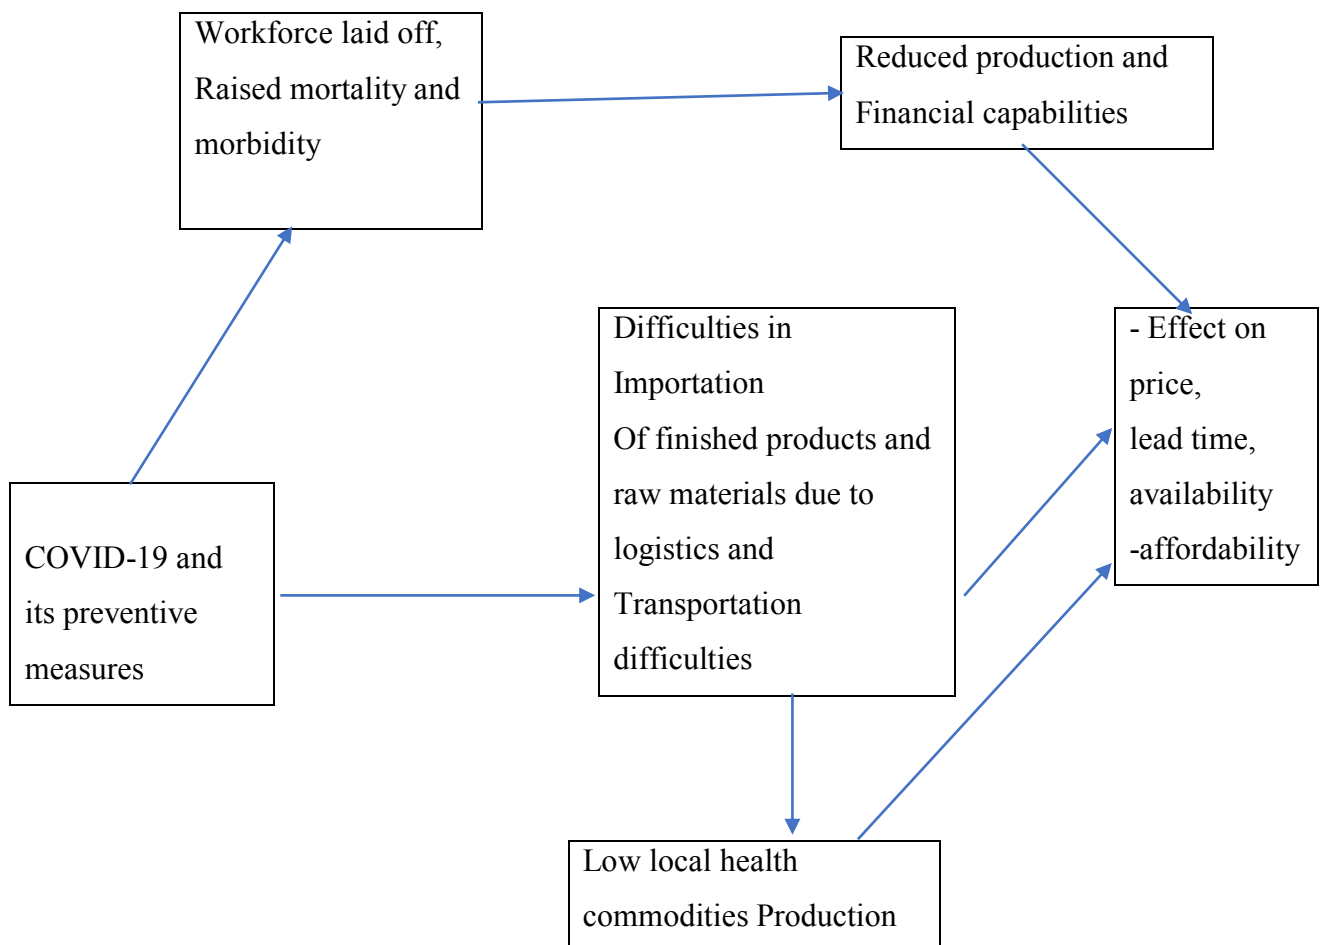 Workforce laid off,
Raised mortality and
morbidity
Reduced production and
Financial capabilities
Difficulties in
Importation
Of finished products and
raw materials due to
logistics and
Transportation
difficulties
- Effect on
price,
lead time,
availability
-affordability
COVID-19 and
its preventive
measures
Low local health
commodities Production